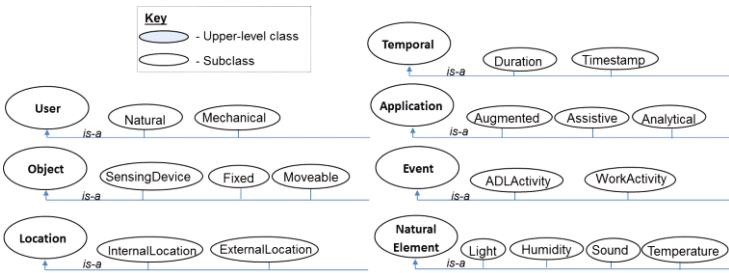 Key
- Upper-level class
- Subclass
User
Natural
Mechanical
is-a
Object
SensingDevice
Fixed
Moveable
is-a
Location
InternalLocation
ExternalLocation
is-a
Temporal
Duration
Timestamp
is-a
Application
Augmented
Assistive
Analytical
is-a
Event
ADLActivity
WorkActivity
is-a
Natural
Element
Light
Humidity
Sound
Temperature
is-a